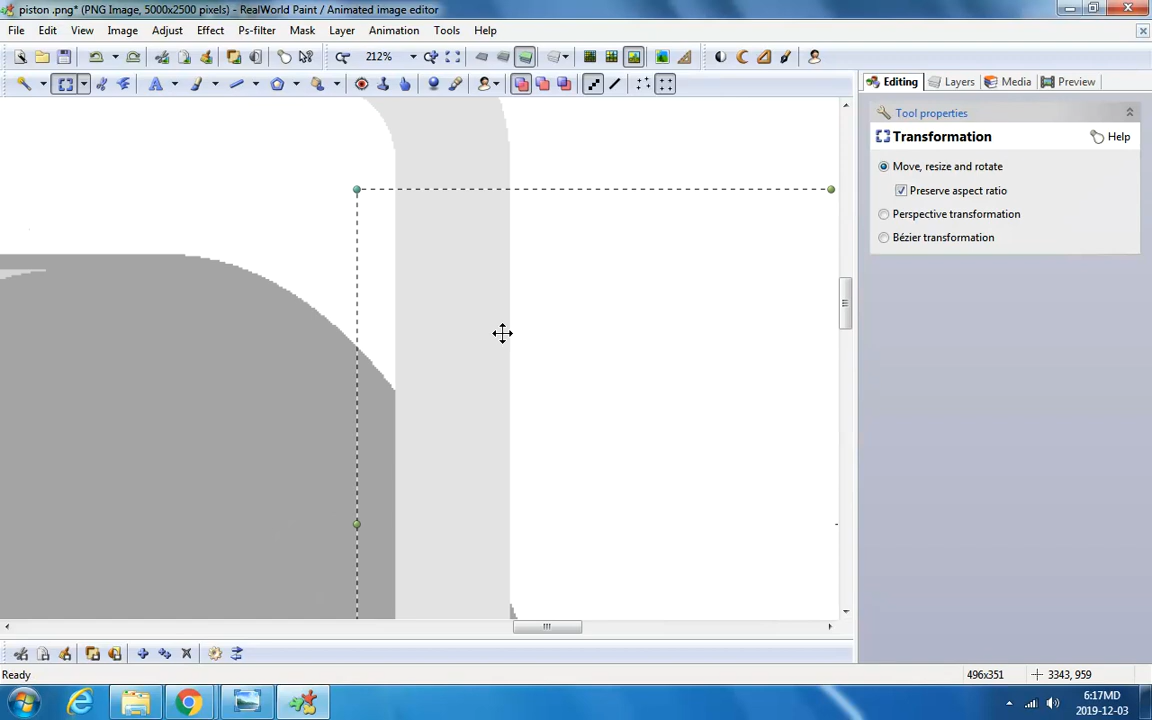 piston .png* (PNG Image, 5000x2500 pixels) - RealWorld Paint / Animated image editor
File Edit View Image Adjust Effect Ps-filter Mask Layer Animation Tools Help
212%
Editing Layers Media Preview
Tool properties
Transformation Help
Move, resize and rotate
Preserve aspect ratio
Perspective transformation
Bézier transformation
Ready 496x351 3343, 959
6:17MD
2019-12-03